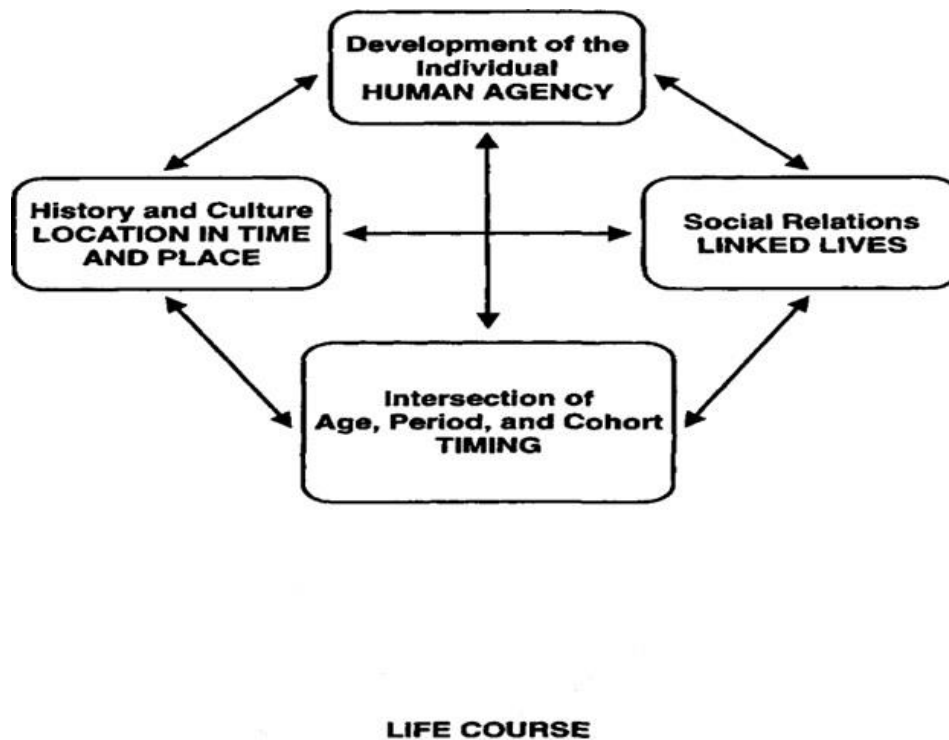 Development of the
Individual
HUMAN AGENCY
History and Culture
LOCATION IN TIME
AND PLACE
Social Relations
LINKED LIVES
Intersection of
Age, Period, and Cohort
TIMING
LIFE COURSE